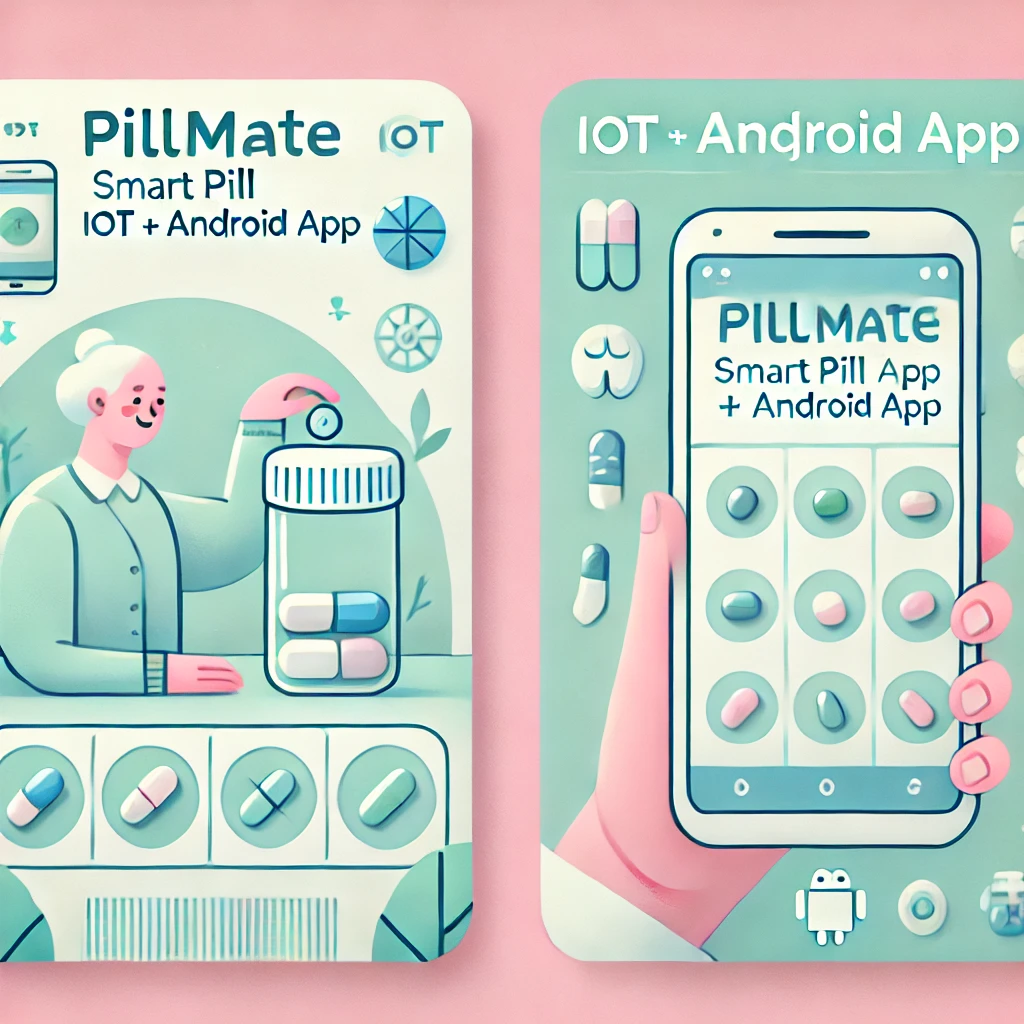 PillMate
IOT
Smart Pill
IOT + Android App
IOT + Android App
PILLMATE
Smart Pill App
+ Android App